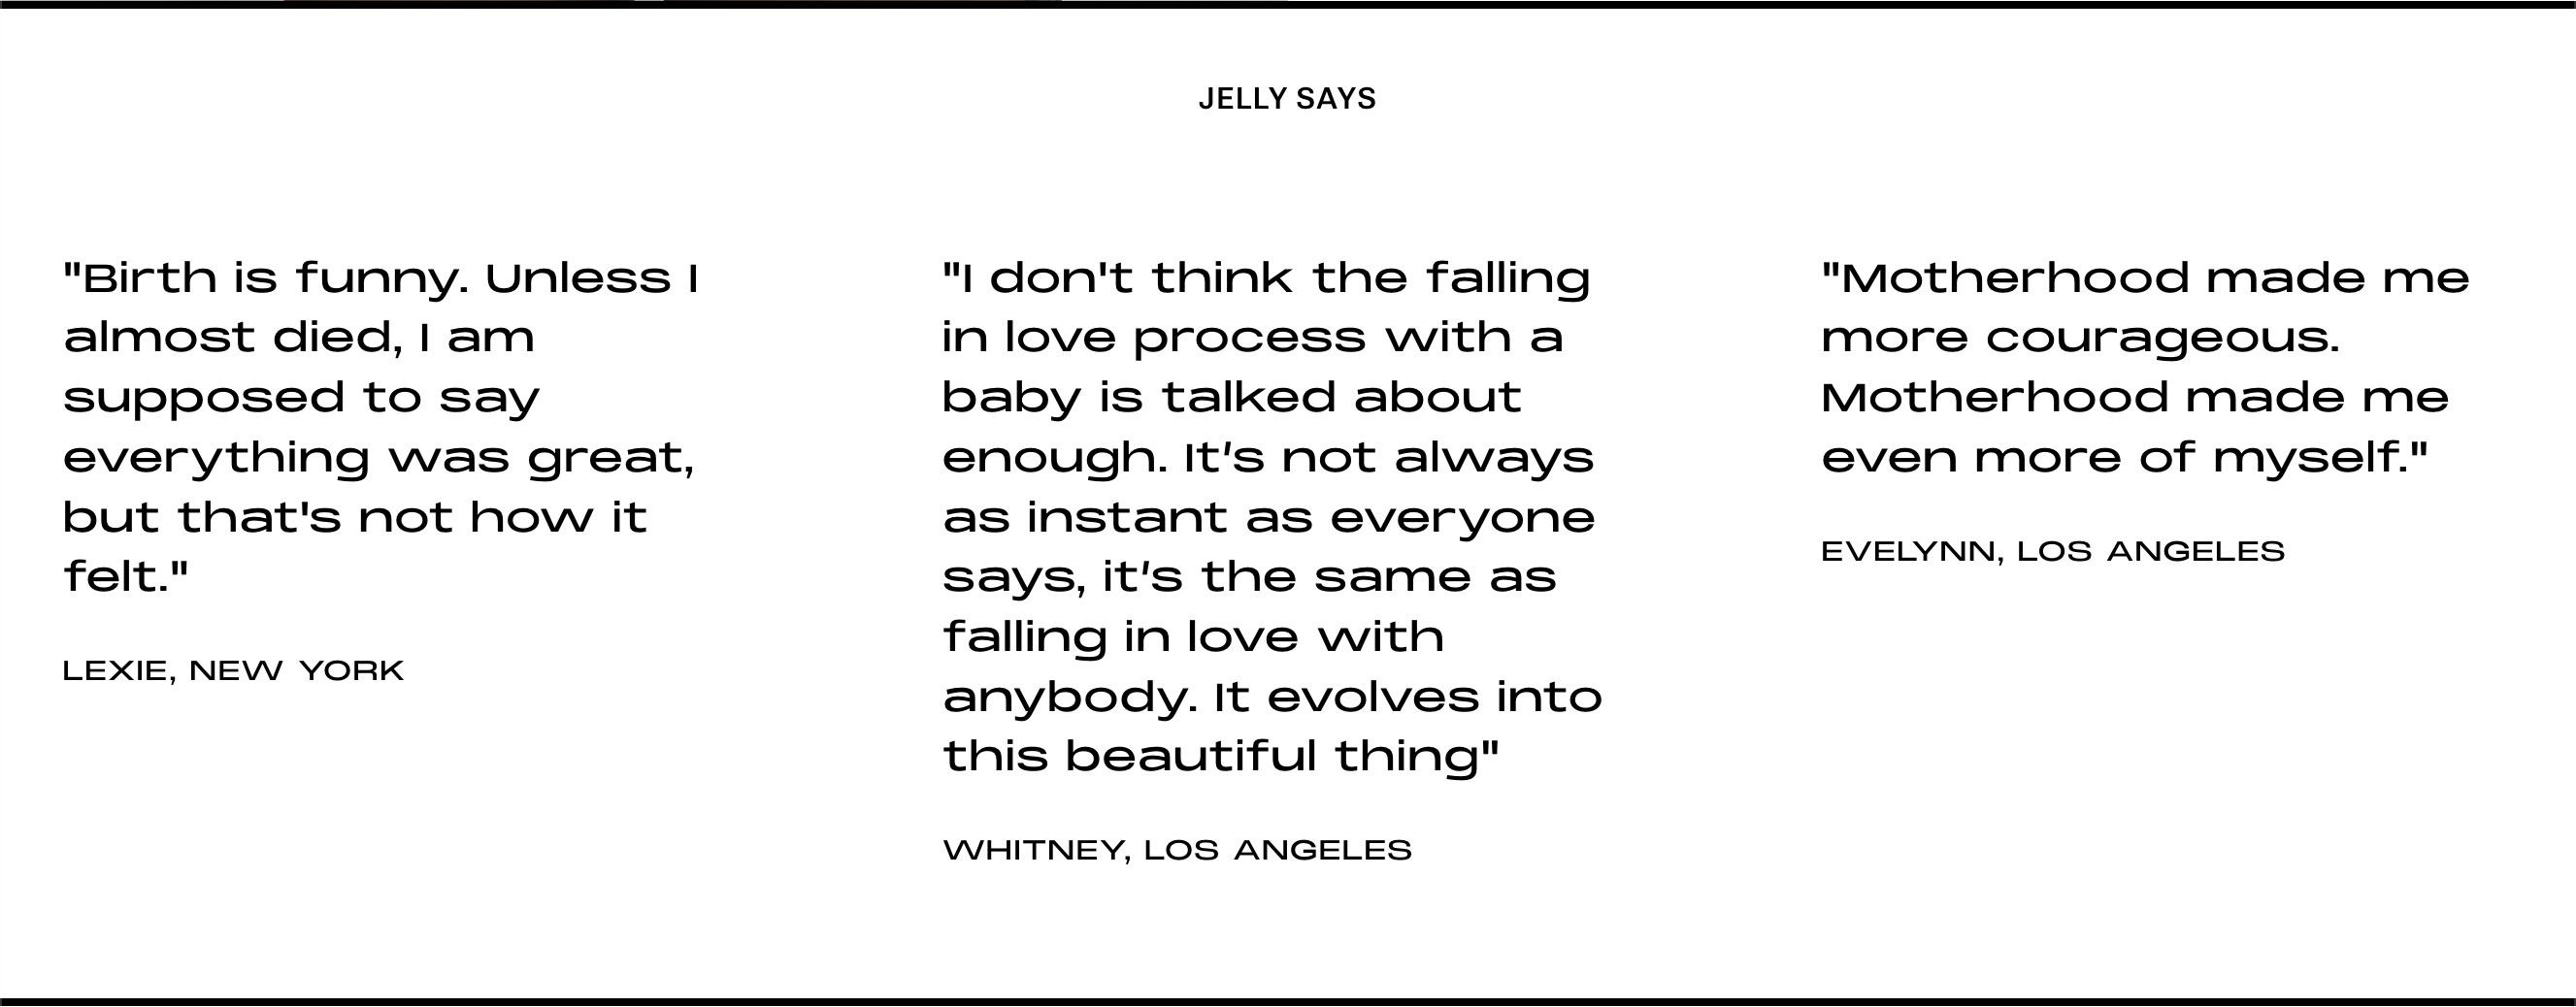 JELLY SAYS
"Birth is funny. Unless I
almost died, I am
supposed to say
everything was great,
but that's not how it
felt."
LEXIE, NEW YORK
"I don't think the falling
in love process with a
baby is talked about
enough. It’s not always
as instant as everyone
says, it’s the same as
falling in love with
anybody. It evolves into
this beautiful thing"
WHITNEY, LOS ANGELES
"Motherhood made me
more courageous.
Motherhood made me
even more of myself."
EVELYNN, LOS ANGELES